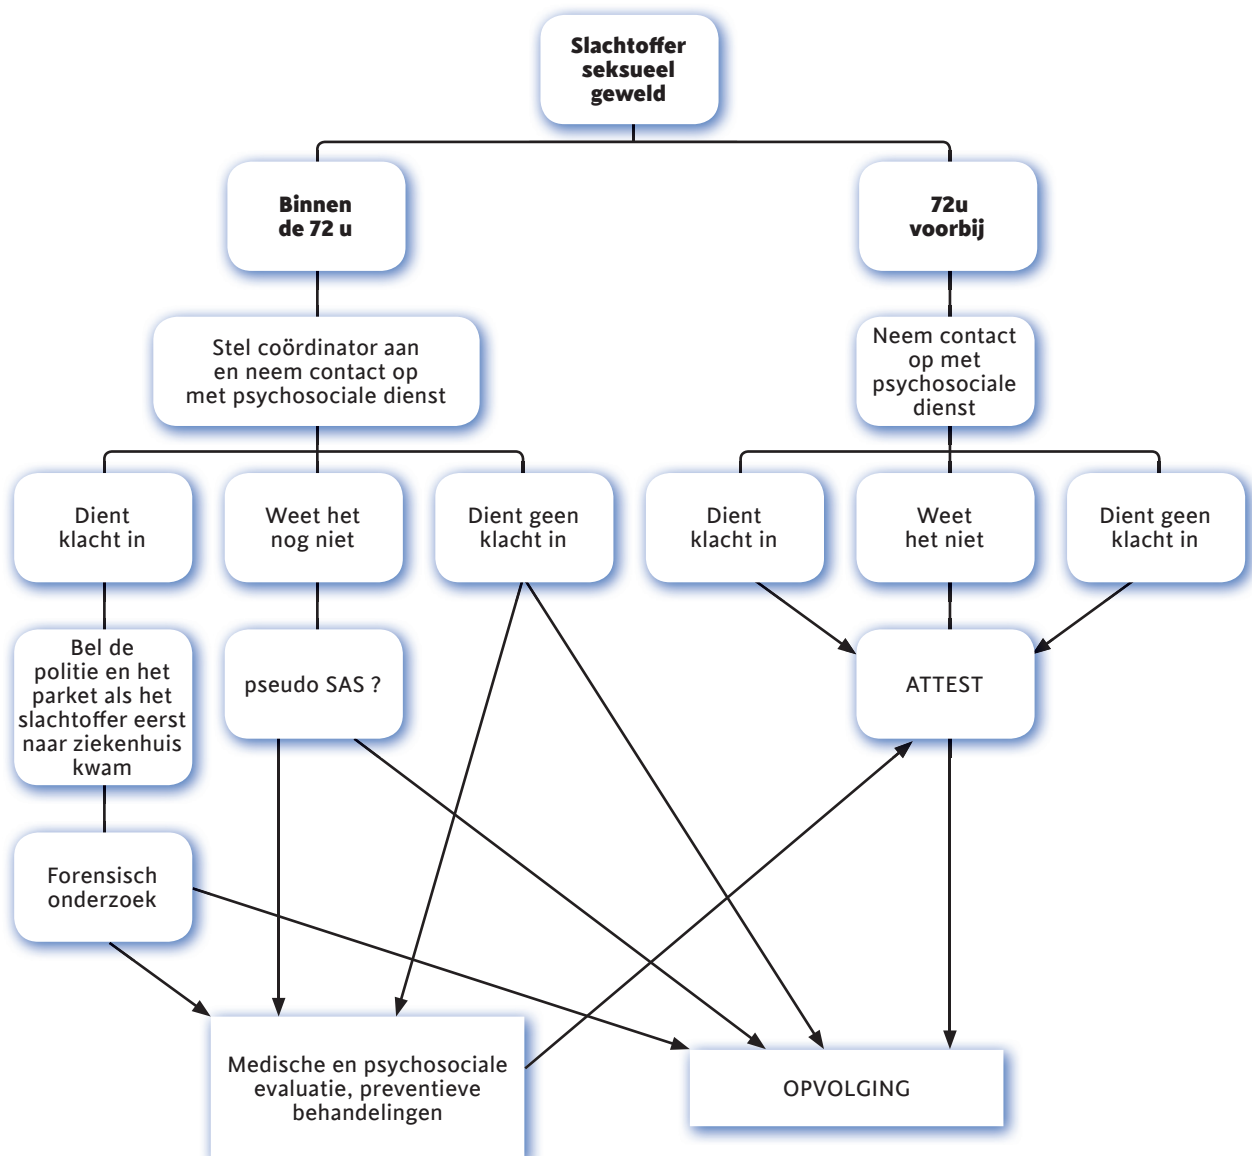 Slachtoffer
seksueel
geweld
Binnen
de 72 u
72u
voorbij
Stel coördinator aan
en neem contact op
met psychosociale dienst
Neem contact
op met
psychosociale
dienst
Dient
klacht in
Weet het
nog niet
Dient geen
klacht in
Dient
klacht in
Weet
het niet
Dient geen
klacht in
Bel de
politie en het
parket als het
slachtoffer eerst
naar ziekenhuis
kwam
pseudo SAS ?
ATTEST
Forensisch
onderzoek
Medische en psychosociale
evaluatie, preventieve
behandelingen
OPVOLGING